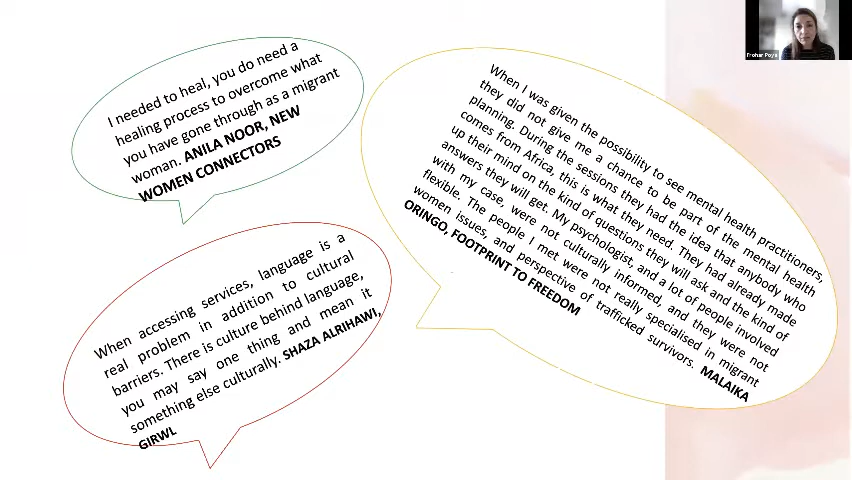 I needed to heal, you do need a
healing process to overcome what
you have gone through as a migrant
woman. ANILA NOOR, NEW
WOMEN CONNECTORS
When accessing services, language is a
real problem in addition to cultural
barriers. There is culture behind language,
you may say one thing and mean it
something else culturally. SHAZA ALRIHAWI,
GIRWL
When I was given the possibility to see mental health practitioners,
they did not give me a chance to be part of the mental health
planning. During the sessions they had the idea that anybody who
comes from Africa, this is what they need. They had already made
up their mind on the kind of questions they will ask and the kind of
answers they will get. My psychologist, and a lot of people involved
with my case, were not culturally informed, and they were not
flexible. The people I met were not really specialised in migrant
women issues, and perspective of trafficked survivors. MALAIKA
ORINGO, FOOTPRINT TO FREEDOM
Frohar Poya